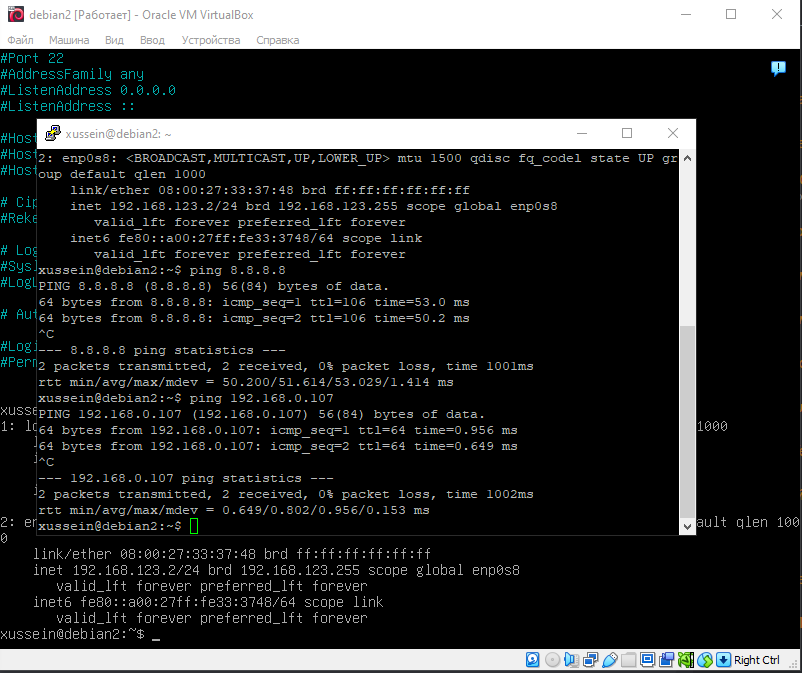 debian2 [Работает] - Oracle VM VirtualBox
Файл Машина Вид Ввод Устройства Справка
#Port 22
#AddressFamily any
#ListenAddress 0.0.0.0
#ListenAddress ::
xussein@debian2: ~
#Host
#Host
#Host
# Cip
#Reke
# Log
#Sysl
#LogL
# Aut
#Logi
#Perm
2: enp0s8: <BROADCAST,MULTICAST,UP,LOWER_UP> mtu 1500 qdisc fq_codel state UP gr
oup default qlen 1000
link/ether 08:00:27:33:37:48 brd ff:ff:ff:ff:ff:ff
inet 192.168.123.2/24 brd 192.168.123.255 scope global enp0s8
valid_lft forever preferred_lft forever
inet6 fe80::a00:27ff:fe33:3748/64 scope link
valid_lft forever preferred_lft forever
xussein@debian2:~$ ping 8.8.8.8
PING 8.8.8.8 (8.8.8.8) 56(84) bytes of data.
64 bytes from 8.8.8.8: icmp_seq=1 ttl=106 time=53.0 ms
64 bytes from 8.8.8.8: icmp_seq=2 ttl=106 time=50.2 ms
^C
--- 8.8.8.8 ping statistics ---
2 packets transmitted, 2 received, 0% packet loss, time 1001ms
rtt min/avg/max/mdev = 50.200/51.614/53.029/1.414 ms
xussein@debian2:~$ ping 192.168.0.107
PING 192.168.0.107 (192.168.0.107) 56(84) bytes of data.
64 bytes from 192.168.0.107: icmp_seq=1 ttl=64 time=0.956 ms
64 bytes from 192.168.0.107: icmp_seq=2 ttl=64 time=0.649 ms
^C
--- 192.168.0.107 ping statistics ---
2 packets transmitted, 2 received, 0% packet loss, time 1002ms
rtt min/avg/max/mdev = 0.649/0.802/0.956/0.153 ms
xussein@debian2:~$
xusse
1: lo 1000
2: en ault qlen 100
0
link/ether 08:00:27:33:37:48 brd ff:ff:ff:ff:ff:ff
inet 192.168.123.2/24 brd 192.168.123.255 scope global enp0s8
valid_lft forever preferred_lft forever
inet6 fe80::a00:27ff:fe33:3748/64 scope link
valid_lft forever preferred_lft forever
xussein@debian2:~$ _
Right Ctrl